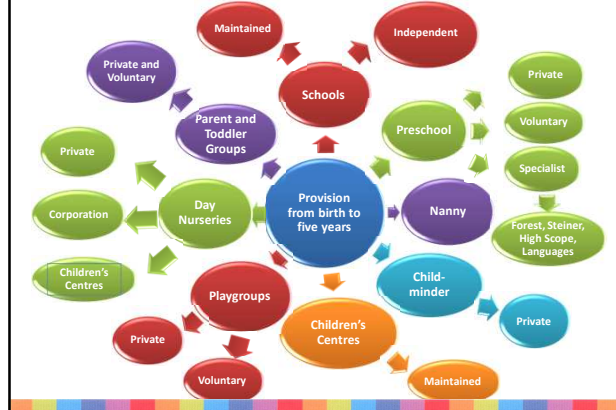 Maintained
Independent
Private and
Voluntary
Schools
Private
Parent and
Toddler
Groups
Preschool
Voluntary
Private
Specialist
Corporation
Day
Nurseries
Provision
from birth to
five years
Nanny
Forest, Steiner,
High Scope,
Languages
Children's
Centres
Playgroups
Child-
minder
Private
Children's
Centres
Private
Voluntary
Maintained